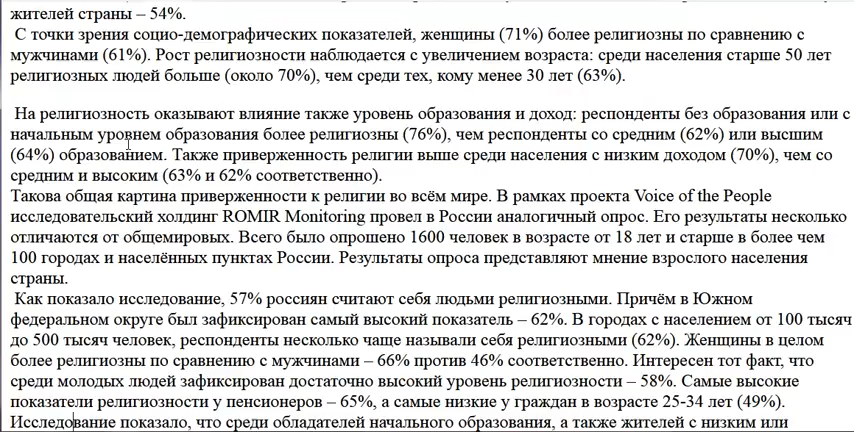 жителей страны – 54%.
С точки зрения социо-демографических показателей, женщины (71%) более религиозны по сравнению с
мужчинами (61%). Рост религиозности наблюдается с увеличением возраста: среди населения старше 50 лет
религиозных людей больше (около 70%), чем среди тех, кому менее 30 лет (63%).
На религиозность оказывают влияние также уровень образования и доход: респонденты без образования или с
начальным уровнем образования более религиозны (76%), чем респонденты со средним (62%) или высшим
(64%) образованием. Также приверженность религии выше среди населения с низким доходом (70%), чем со
средним и высоким (63% и 62% соответственно).
Такова общая картина приверженности к религии во всём мире. В рамках проекта Voice of the People
исследовательский холдинг ROMIR Monitoring провел в России аналогичный опрос. Его результаты несколько
отличаются от общемировых. Всего было опрошено 1600 человек в возрасте от 18 лет и старше в более чем
100 городах и населённых пунктах России. Результаты опроса представляют мнение взрослого населения
страны.
Как показало исследование, 57% россиян считают себя людьми религиозными. Причём в Южном
федеральном округе был зафиксирован самый высокий показатель – 62%. В городах с населением от 100 тысяч
до 500 тысяч человек, респонденты несколько чаще называли себя религиозными (62%). Женщины в целом
более религиозны по сравнению с мужчинами – 66% против 46% соответственно. Интересен тот факт, что
среди молодых людей зафиксирован достаточно высокий уровень религиозности – 58%. Самые высокие
показатели религиозности у пенсионеров – 65%, а самые низкие у граждан в возрасте 25-34 лет (49%).
Исследование показало, что среди обладателей начального образования, а также жителей с низким или